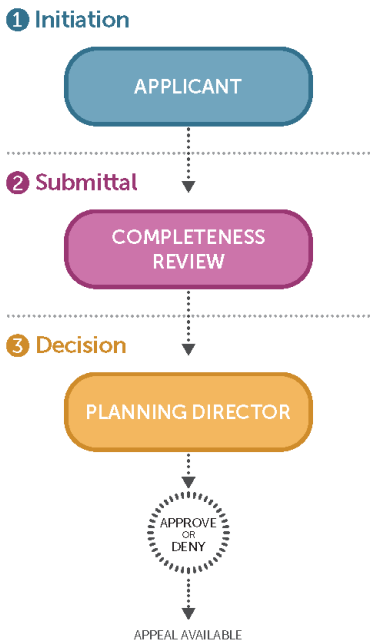 1 Initiation
APPLICANT
2 Submittal
COMPLETENESS
REVIEW
3 Decision
PLANNING DIRECTOR
APPROVE
OR
DENY
APPEAL AVAILABLE